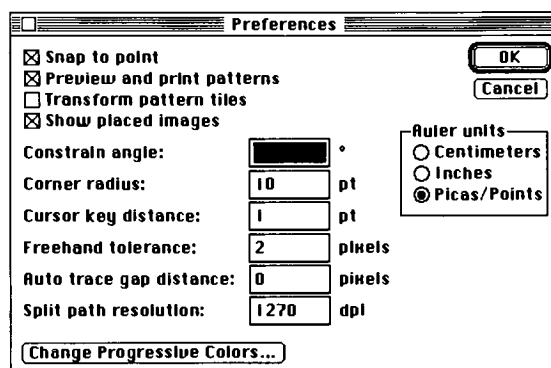 Preferences
Snap to point
Preview and print patterns
Transform pattern tiles
Show placed images
OK
Cancel
Constrain angle: °
Corner radius: 10 pt
Cursor key distance: 1 pt
Freehand tolerance: 2 pixels
Auto trace gap distance: 0 pixels
Split path resolution: 1270 dpi
Ruler units
Centimeters
Inches
Picas/Points
Change Progressive Colors...